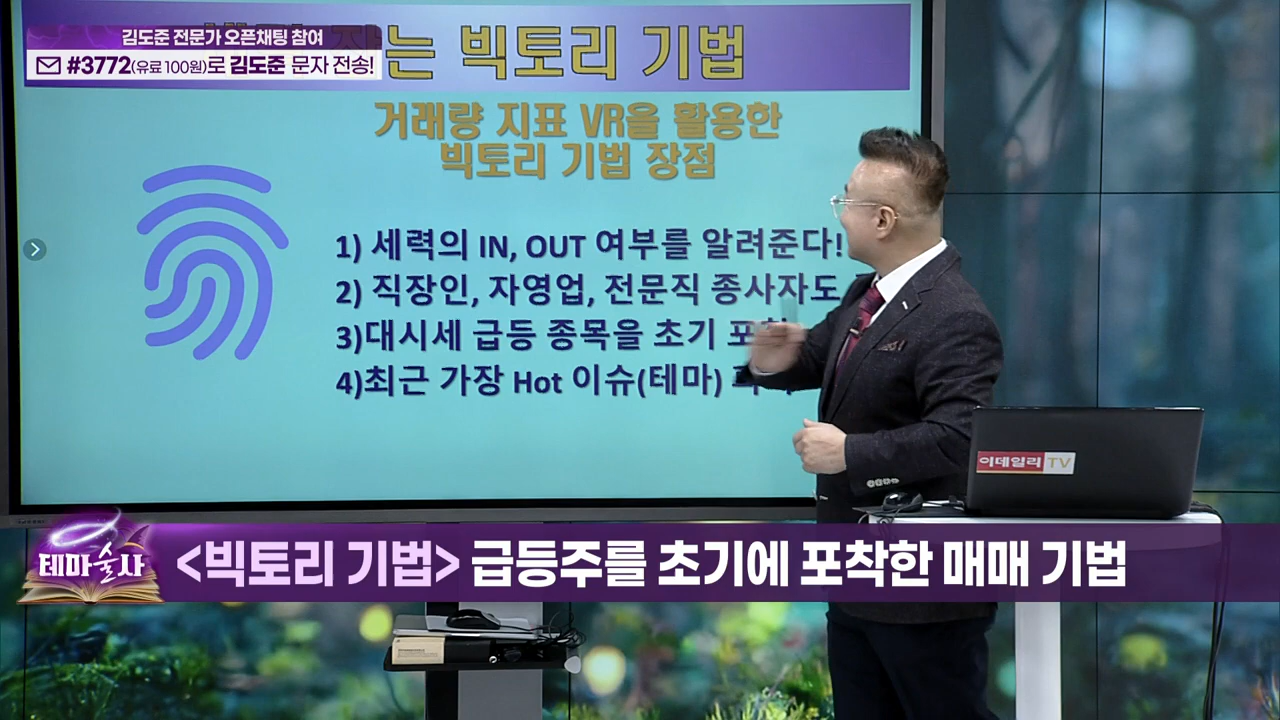 김도준 전문가 오픈채팅 참여
#3772(유료 100원)로 김도준 문자 전송!
는 빅토리 기법
거래량 지표 VR을 활용한
빅토리 기법 장점
1) 세력의 IN, OUT 여부를 알려준다!
2) 직장인, 자영업, 전문직 종사자도
3)대시세 급등 종목을 초기
4)최근 가장 Hot 이슈(테마)
이데일리 TV
테마술사
<빅토리 기법> 급등주를 초기에 포착한 매매 기법